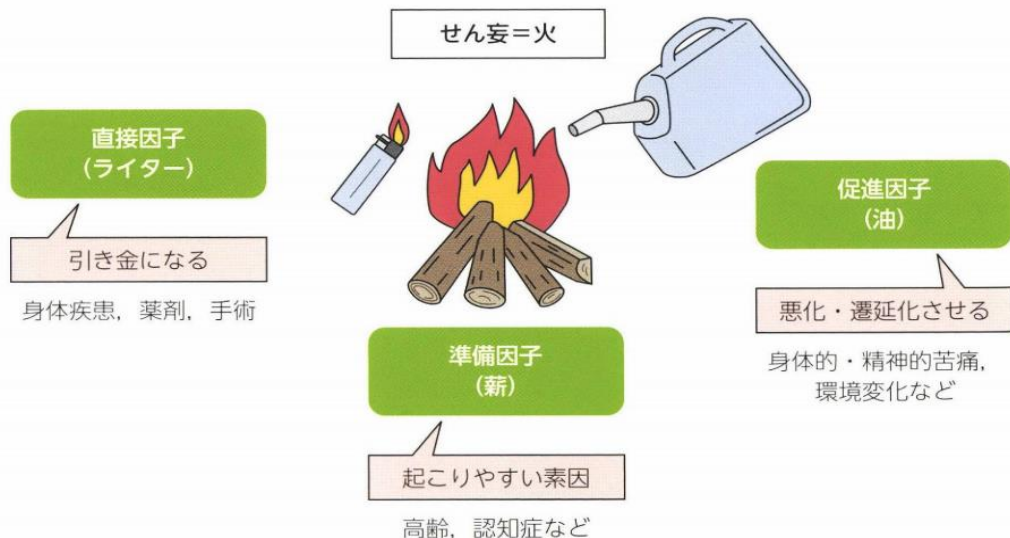 せん妄=火
直接因子
(ライター)
引き金になる
身体疾患，薬剤，手術
促進因子
(油)
悪化・遷延化させる
身体的・精神的苦痛，
環境変化など
準備因子
(薪)
起こりやすい素因
高齢，認知症など